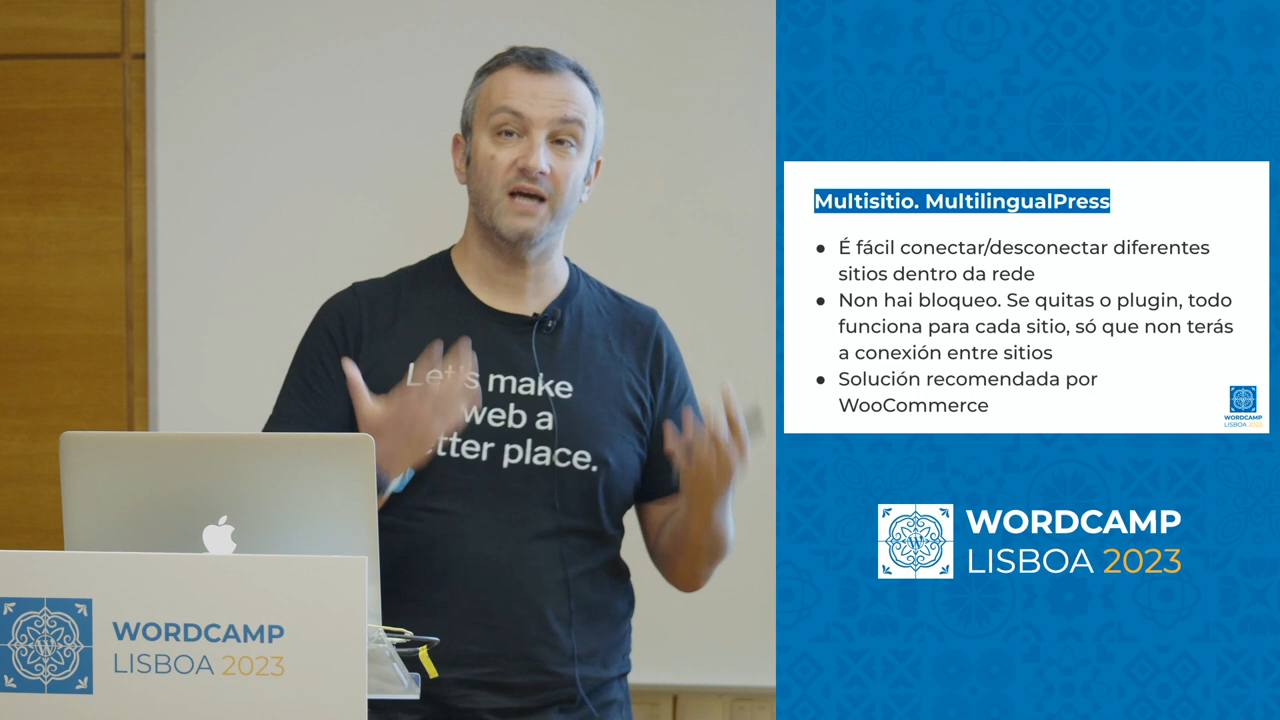 Let's make
web a
tter place.
WORDCAMP
LISBOA 2023
Multisitio. MultilingualPress
● É fácil conectar/desconectar diferentes
sitios dentro da rede
● Non hai bloqueo. Se quitas o plugin, todo
funciona para cada sitio, só que non terás
a conexión entre sitios
● Solución recomendada por
WooCommerce
WORDCAMP
LISBOA 2023
WORDCAMP
LISBOA 2023